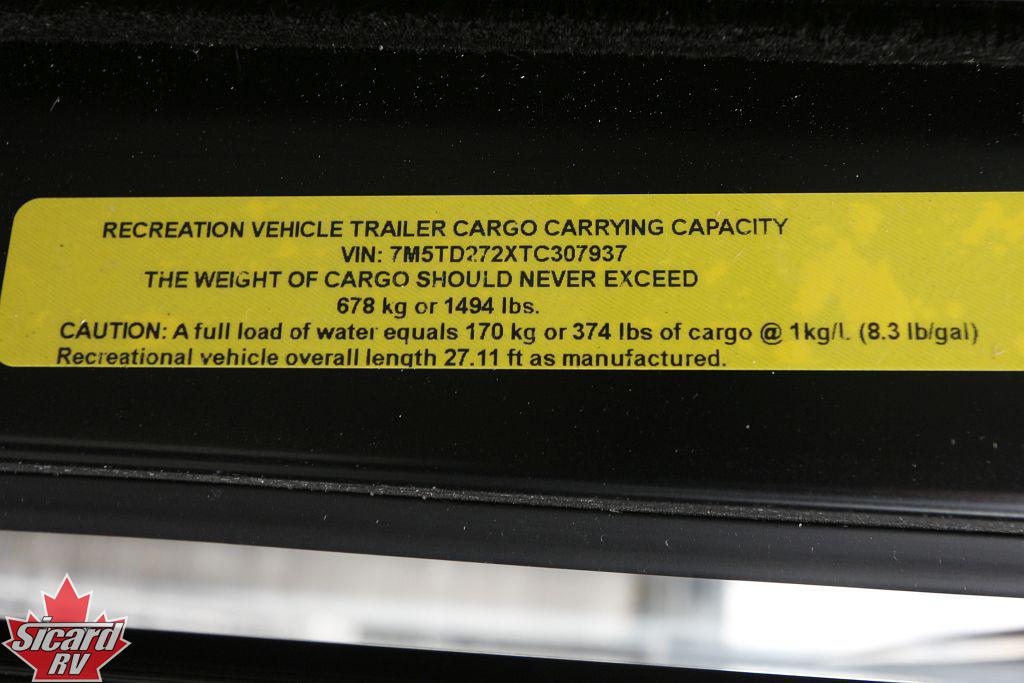 RECREATION VEHICLE TRAILER CARGO CARRYING CAPACITY
VIN: 7M5TD272XTC307937
THE WEIGHT OF CARGO SHOULD NEVER EXCEED
678 kg or 1494 lbs.
CAUTION: A full load of water equals 170 kg or 374 lbs of cargo @ 1kg/L (8.3 lb/gal)
Recreational vehicle overall length 27.11 ft as manufactured.
Sicard
RV